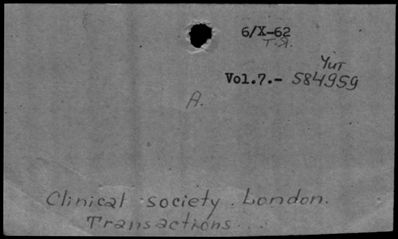 6/X-62
T.Я.
Yur
Vol.7.- 584959
A.
Clinical society. London.
Transactions...